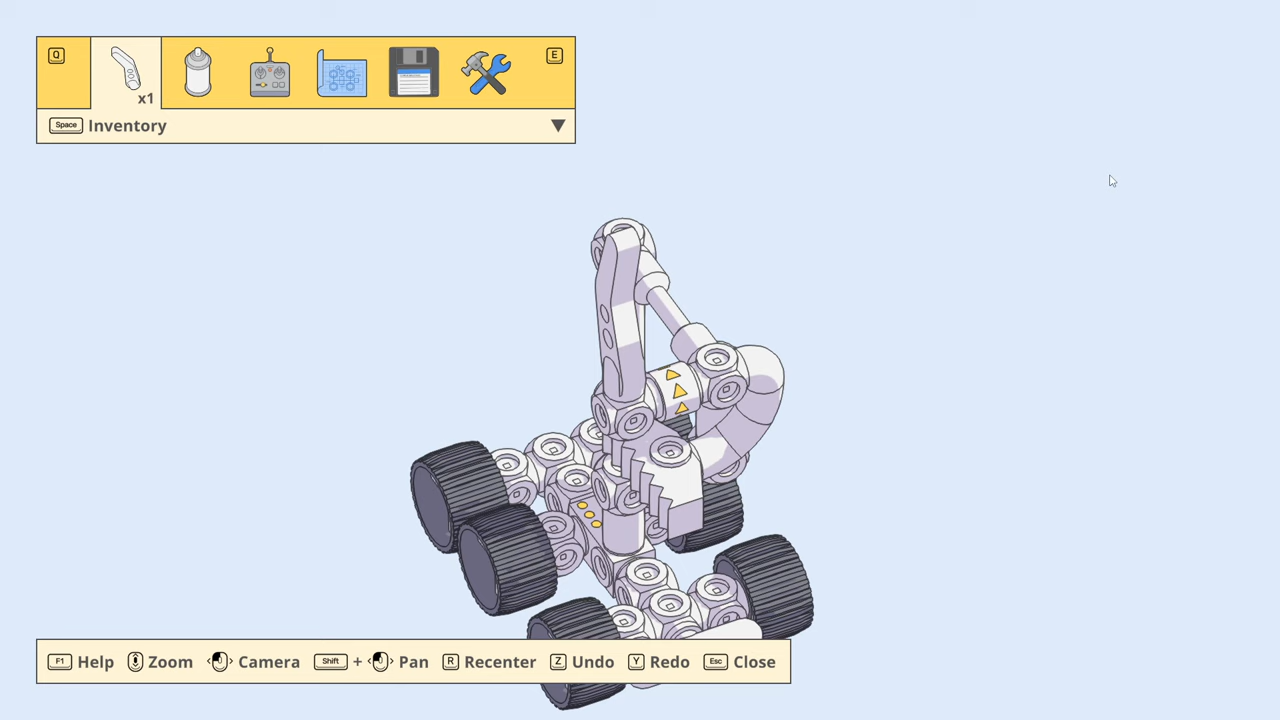 Q
E
x1
Space Inventory
F1 Help Zoom Camera Shift + Pan R Recenter Z Undo Y Redo Esc Close